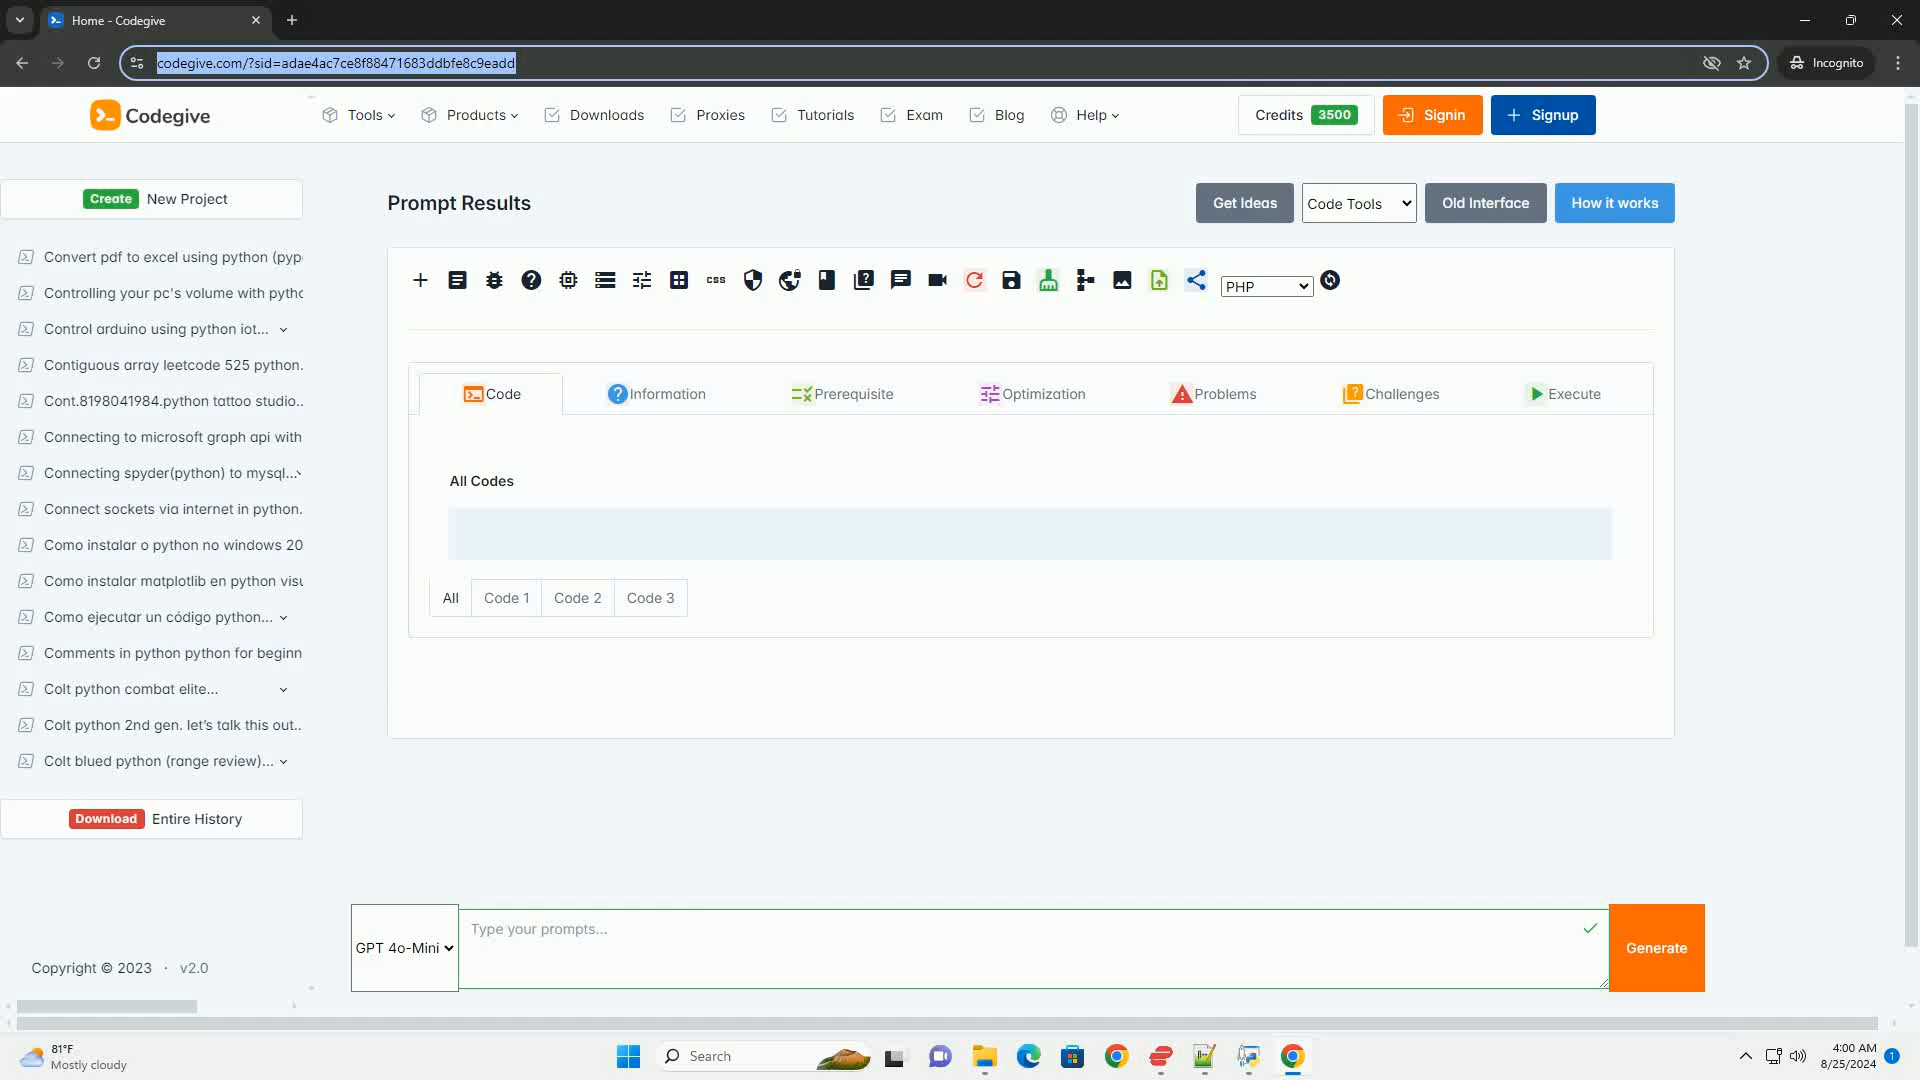 Home - Codegive
codegive.com/?sid=adae4ac7ce8f88471683ddbfe8c9eadd
Incognito
Codegive
Tools
Products
Downloads
Proxies
Tutorials
Exam
Blog
Help
Credits 3500
Signin
Signup
Create New Project
Prompt Results
Get Ideas
Code Tools
Old Interface
How it works
Convert pdf to excel using python (pyp
Controlling your pc's volume with pytho
Control arduino using python iot...
Contiguous array leetcode 525 python.
Cont.8198041984.python tattoo studio..
Connecting to microsoft graph api with
Connecting spyder(python) to mysql...
Connect sockets via internet in python.
Como instalar o python no windows 20
Como instalar matplotlib en python visu
Como ejecutar un código python...
Comments in python python for beginn
Colt python combat elite...
Colt python 2nd gen. let's talk this out..
Colt blued python (range review)...
Download Entire History
css
PHP
Code
Information
Prerequisite
Optimization
Problems
Challenges
Execute
All Codes
All
Code 1
Code 2
Code 3
GPT 4o-Mini
Type your prompts...
Generate
Copyright © 2023 · v2.0
81°F
Mostly cloudy
Search
4:00 AM
8/25/2024
1